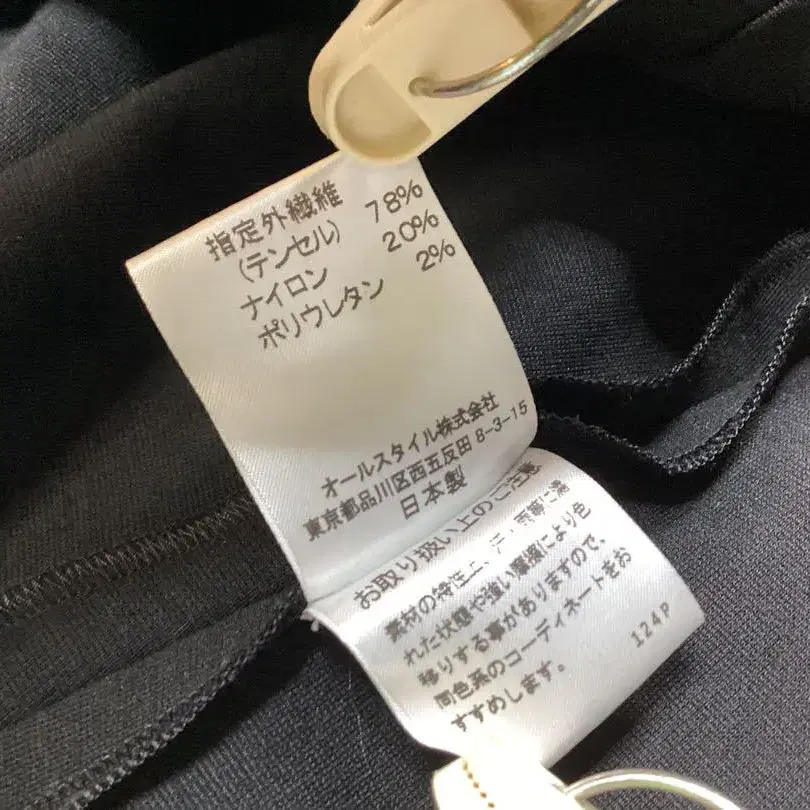 指定外繊維 78%
(テンセル)
ナイロン 20%
ポリウレタン 2%
オールスタイル株式会社
東京都品川区西五反田 8-3-15
日本製
お取り扱い上のご注意
素材の特性上、汗、雨等に濡
れた状態や強い摩擦により色
移りする事がありますので、
同色系のコーディネートをお
すすめします。
124P